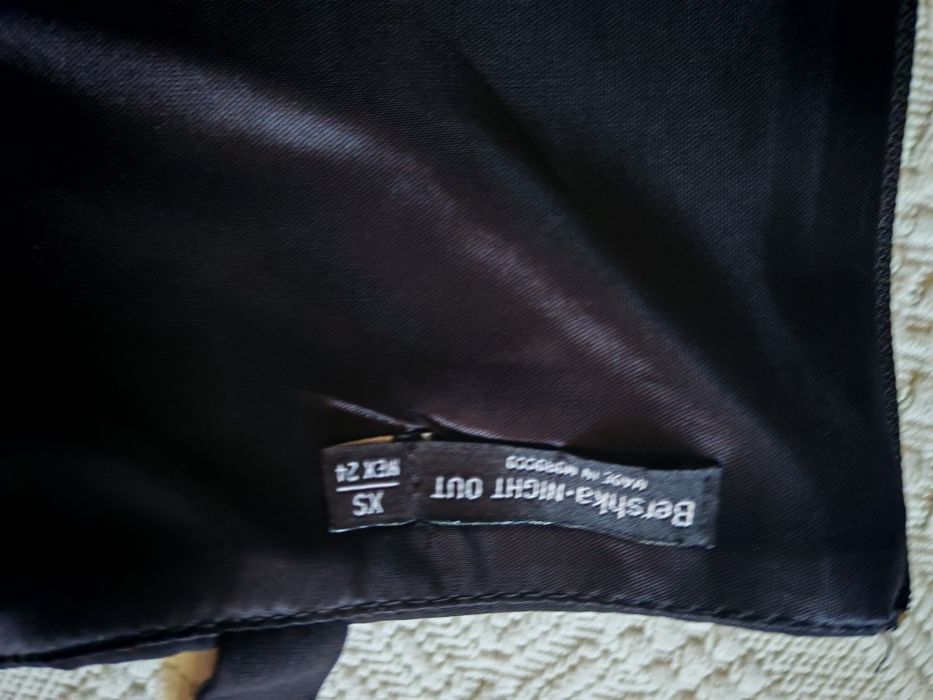 Bershka•NIGHT OUT
MADE IN MOROCCO
XS
MEX 24